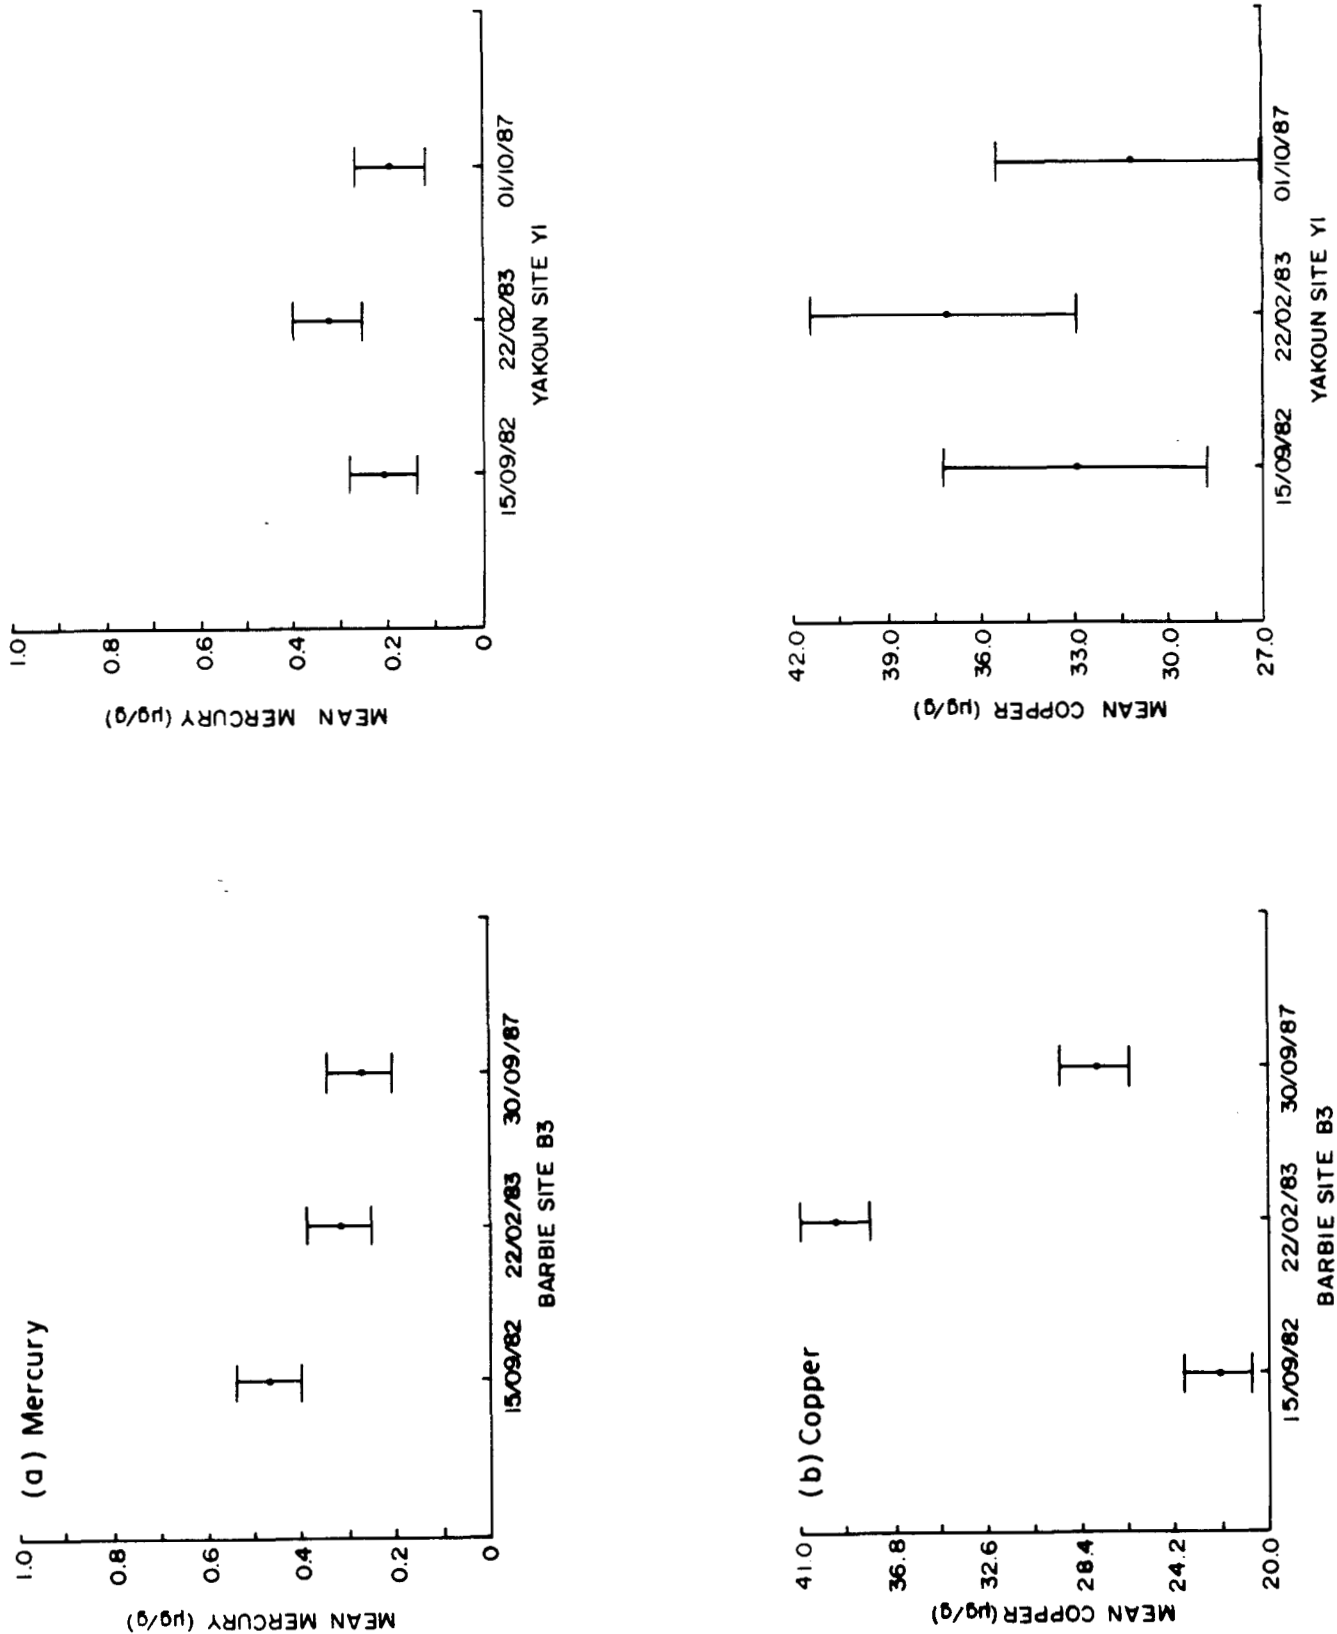 (a) Mercury
MEAN MERCURY (µg/g)
1.0
0.8
0.6
0.4
0.2
0
15/09/82 22/02/83 30/09/87
BARBIE SITE B3
MEAN MERCURY (µg/g)
1.0
0.8
0.6
0.4
0.2
0
15/09/82 22/02/83 01/10/87
YAKOUN SITE Y1
(b) Copper
MEAN COPPER (µg/g)
41.0
36.8
32.6
28.4
24.2
20.0
15/09/82 22/02/83 30/09/87
BARBIE SITE B3
MEAN COPPER (µg/g)
42.0
39.0
36.0
33.0
30.0
27.0
15/09/82 22/02/83 01/10/87
YAKOUN SITE Y1